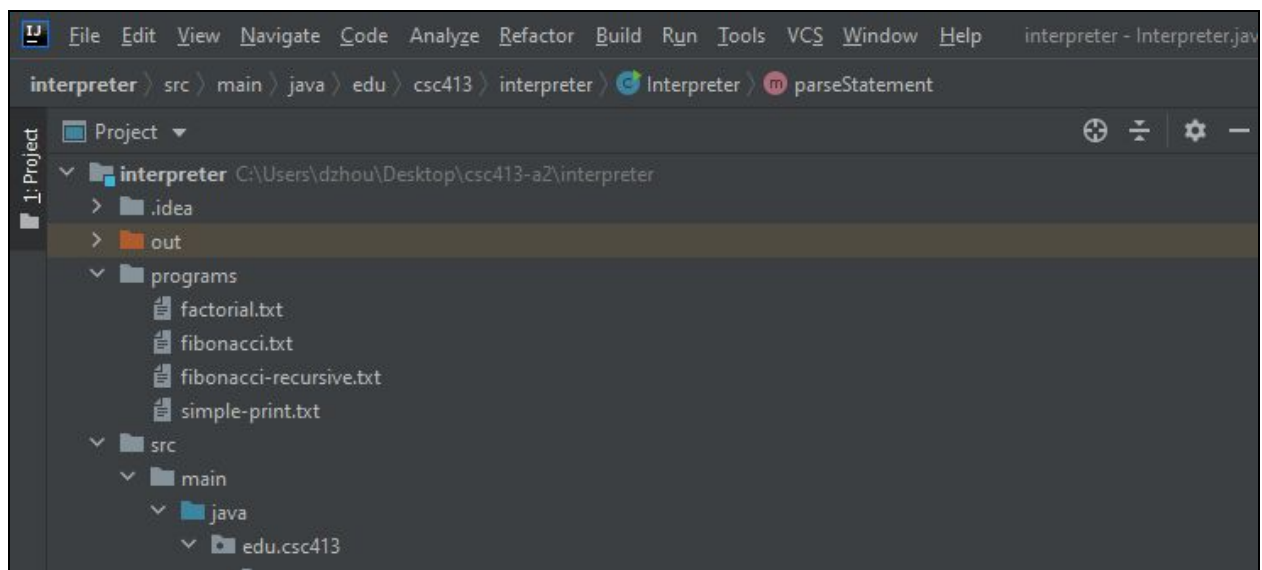 IJ File Edit View Navigate Code Analyze Refactor Build Run Tools VCS Window Help interpreter - Interpreter.jav
interpreter 〉 src 〉 main 〉 java 〉 edu 〉 csc413 〉 interpreter 〉 C Interpreter 〉 m parseStatement
1: Project
Project
interpreter C:\Users\dzhou\Desktop\csc413-a2\interpreter
.idea
out
programs
factorial.txt
fibonacci.txt
fibonacci-recursive.txt
simple-print.txt
src
main
java
edu.csc413